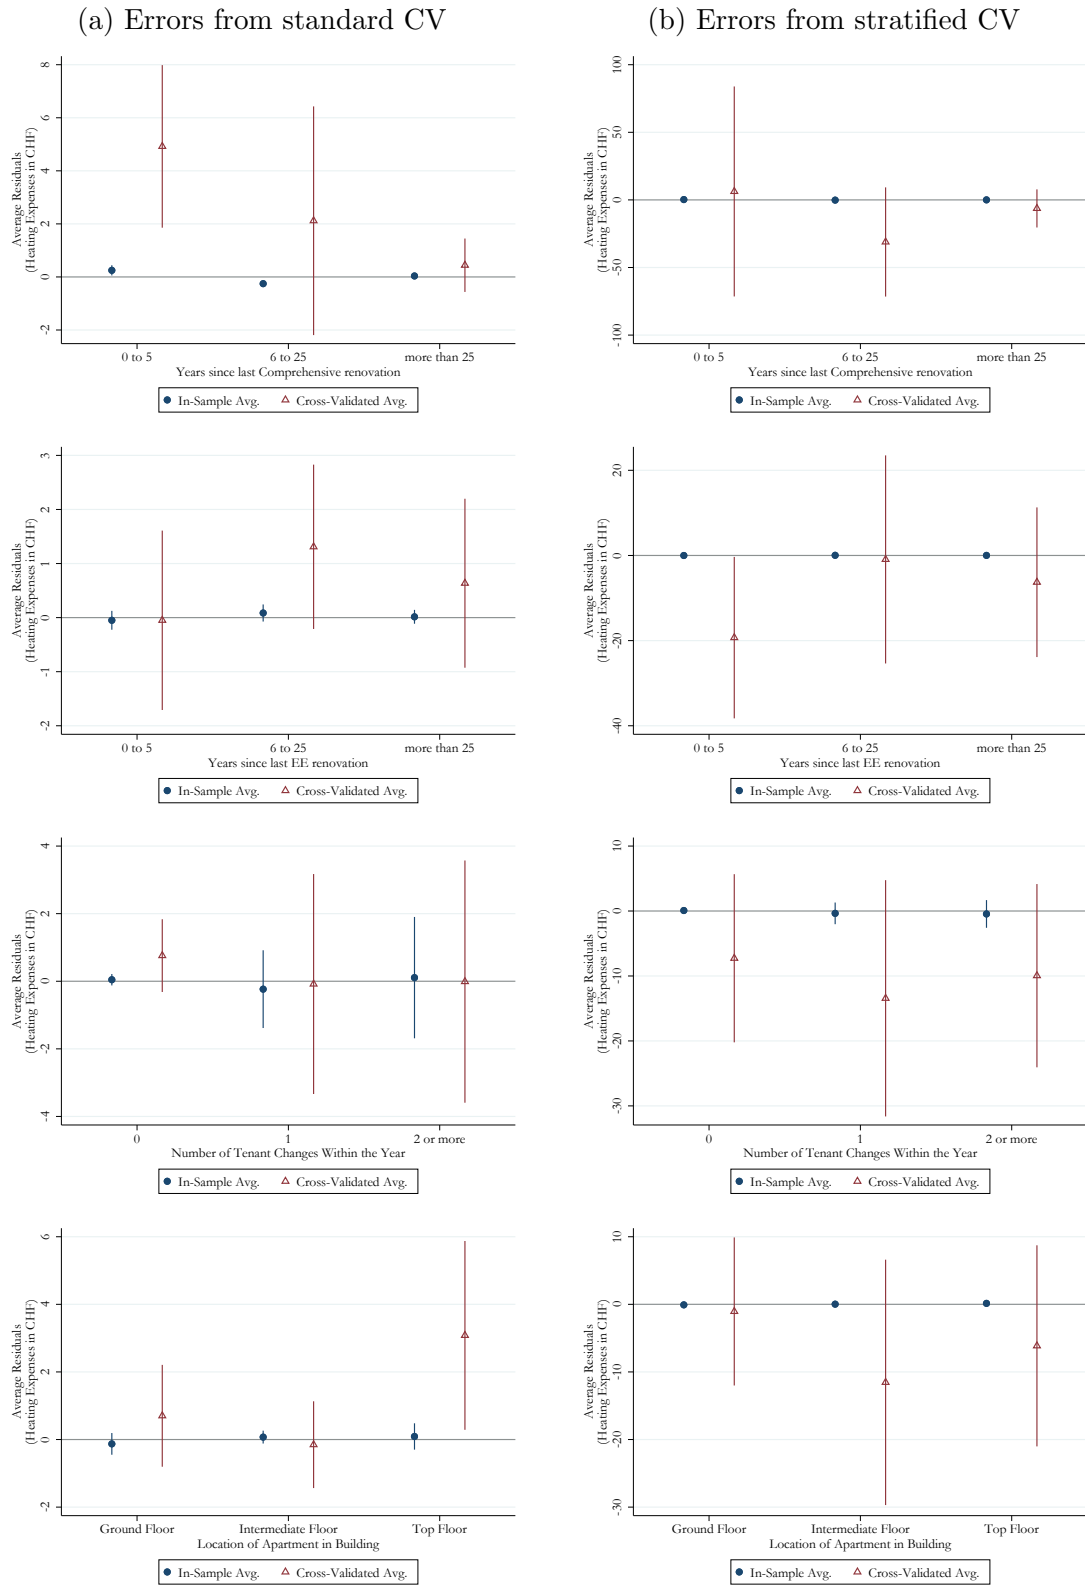 (a) Errors from standard CV
(b) Errors from stratified CV
Average Residuals
(Heating Expenses in CHF)
8
6
4
2
0
-2
0 to 5
6 to 25
more than 25
Years since last Comprehensive renovation
In-Sample Avg.
Cross-Validated Avg.
Average Residuals
(Heating Expenses in CHF)
100
50
0
-50
-100
0 to 5
6 to 25
more than 25
Years since last Comprehensive renovation
In-Sample Avg.
Cross-Validated Avg.
Average Residuals
(Heating Expenses in CHF)
3
2
1
0
-1
-2
0 to 5
6 to 25
more than 25
Years since last EE renovation
In-Sample Avg.
Cross-Validated Avg.
Average Residuals
(Heating Expenses in CHF)
20
0
-20
-40
0 to 5
6 to 25
more than 25
Years since last EE renovation
In-Sample Avg.
Cross-Validated Avg.
Average Residuals
(Heating Expenses in CHF)
4
2
0
-2
-4
0
1
2 or more
Number of Tenant Changes Within the Year
In-Sample Avg.
Cross-Validated Avg.
Average Residuals
(Heating Expenses in CHF)
10
0
-10
-20
-30
0
1
2 or more
Number of Tenant Changes Within the Year
In-Sample Avg.
Cross-Validated Avg.
Average Residuals
(Heating Expenses in CHF)
6
4
2
0
-2
Ground Floor
Intermediate Floor
Top Floor
Location of Apartment in Building
In-Sample Avg.
Cross-Validated Avg.
Average Residuals
(Heating Expenses in CHF)
10
0
-10
-20
-30
Ground Floor
Intermediate Floor
Top Floor
Location of Apartment in Building
In-Sample Avg.
Cross-Validated Avg.